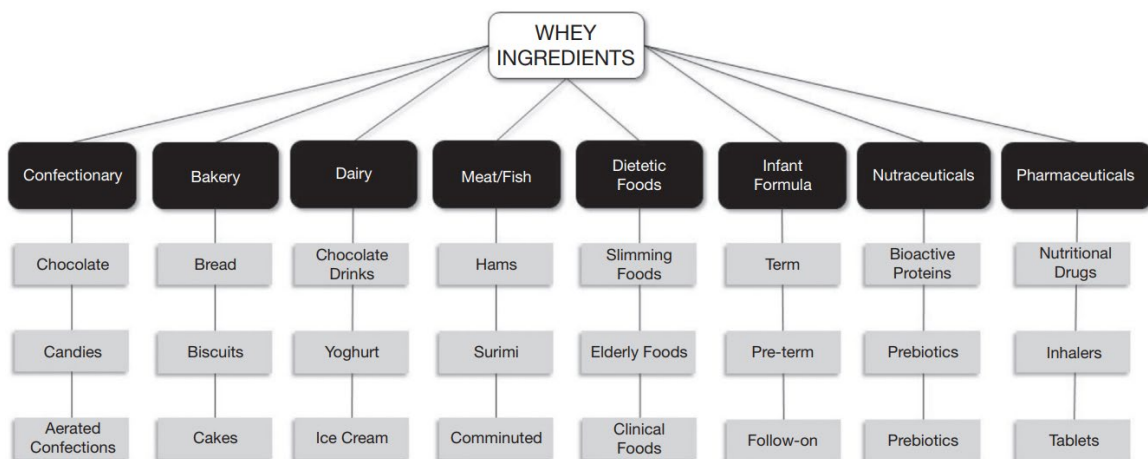 WHEY
INGREDIENTS
Confectionary
Bakery
Dairy
Meat/Fish
Dietetic
Foods
Infant
Formula
Nutraceuticals
Pharmaceuticals
Chocolate
Bread
Chocolate
Drinks
Hams
Slimming
Foods
Term
Bioactive
Proteins
Nutritional
Drugs
Candies
Biscuits
Yoghurt
Surimi
Elderly Foods
Pre-term
Prebiotics
Inhalers
Aerated
Confections
Cakes
Ice Cream
Comminuted
Clinical
Foods
Follow-on
Prebiotics
Tablets